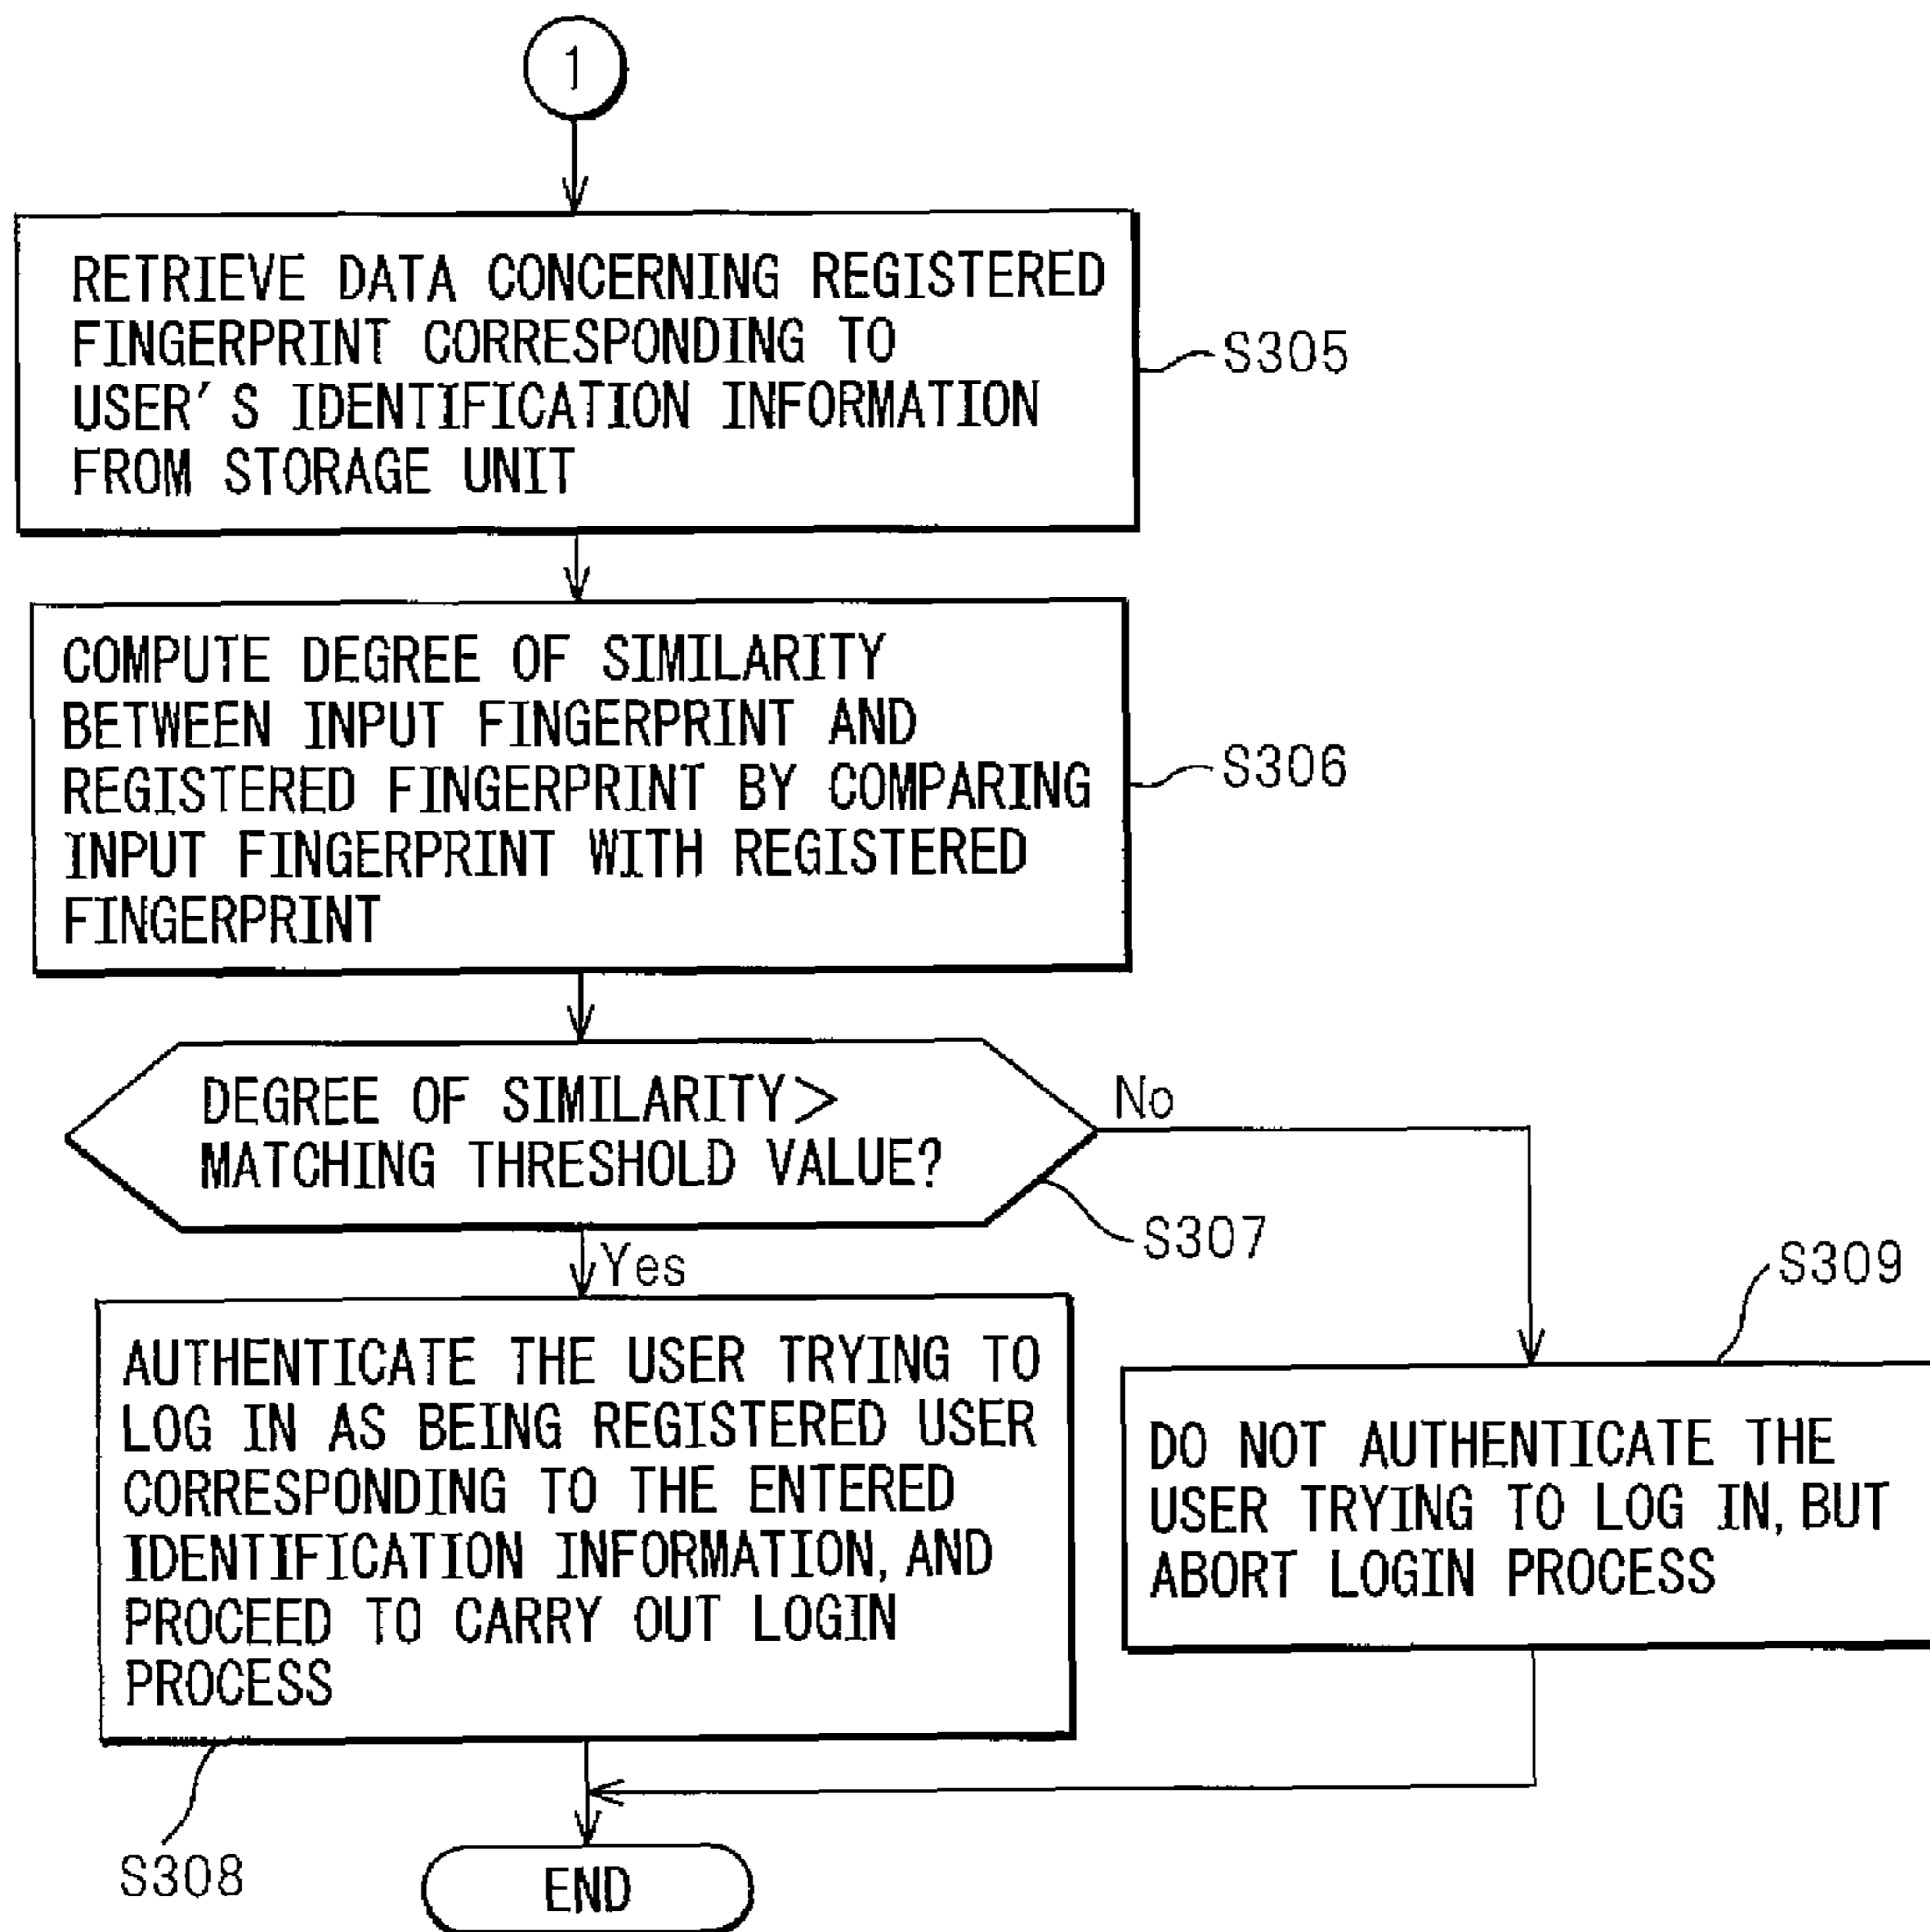 1
RETRIEVE DATA CONCERNING REGISTERED
FINGERPRINT CORRESPONDING TO
USER'S IDENTIFICATION INFORMATION
FROM STORAGE UNIT
S305
COMPUTE DEGREE OF SIMILARITY
BETWEEN INPUT FINGERPRINT AND
REGISTERED FINGERPRINT BY COMPARING
INPUT FINGERPRINT WITH REGISTERED
FINGERPRINT
S306
DEGREE OF SIMILARITY>
MATCHING THRESHOLD VALUE?
No
S307
Yes
S309
AUTHENTICATE THE USER TRYING TO
LOG IN AS BEING REGISTERED USER
CORRESPONDING TO THE ENTERED
IDENTIFICATION INFORMATION, AND
PROCEED TO CARRY OUT LOGIN
PROCESS
DO NOT AUTHENTICATE THE
USER TRYING TO LOG IN, BUT
ABORT LOGIN PROCESS
S308
END